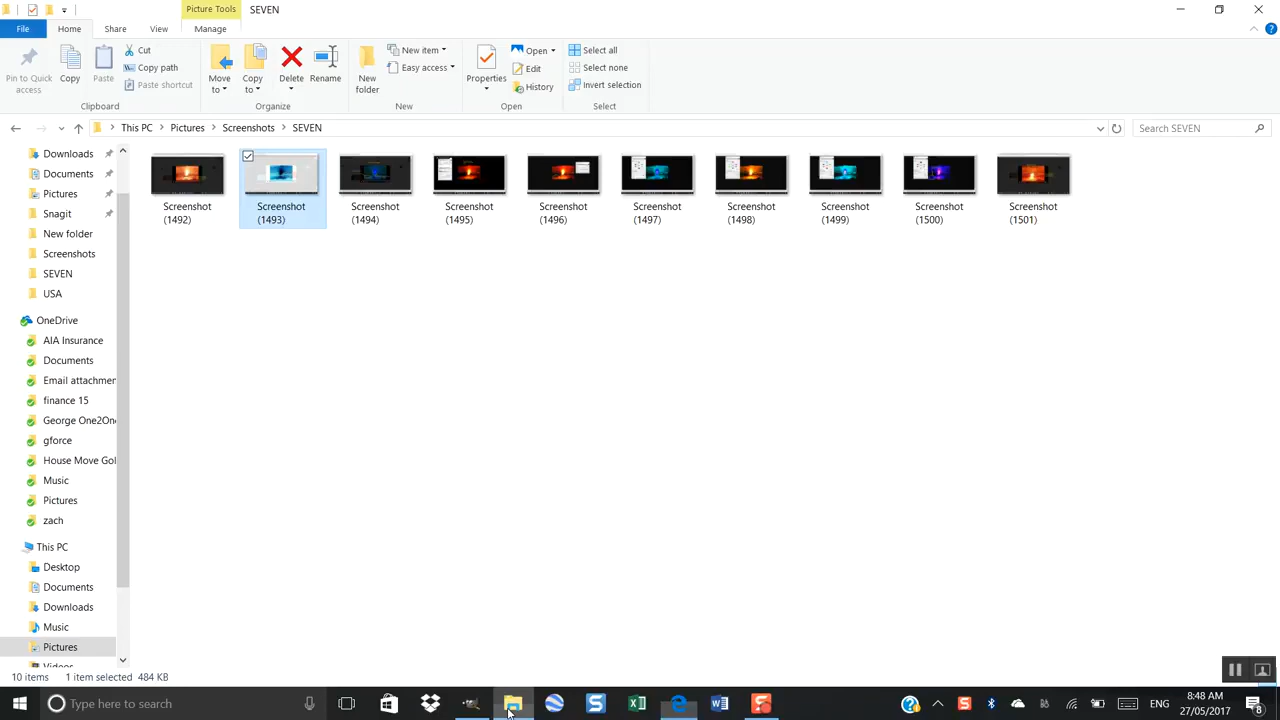 Picture Tools
SEVEN
File
Home
Share
View
Manage
Pin to Quick access
Copy
Paste
Cut
Copy path
Paste shortcut
Clipboard
Move to
Copy to
Delete
Rename
Organize
New folder
New item
Easy access
New
Properties
Open
Edit
History
Open
Select all
Select none
Invert selection
Select
This PC
Pictures
Screenshots
SEVEN
Search SEVEN
Downloads
Documents
Pictures
Snagit
New folder
Screenshots
SEVEN
USA
OneDrive
AIA Insurance
Documents
Email attachmen
finance 15
George One2On
gforce
House Move Gol
Music
Pictures
zach
This PC
Desktop
Documents
Downloads
Music
Pictures
Videos
Screenshot (1492)
Screenshot (1493)
Screenshot (1494)
Screenshot (1495)
Screenshot (1496)
Screenshot (1497)
Screenshot (1498)
Screenshot (1499)
Screenshot (1500)
Screenshot (1501)
10 items
1 item selected 484 KB
Type here to search
ENG
8:48 AM
27/05/2017
8